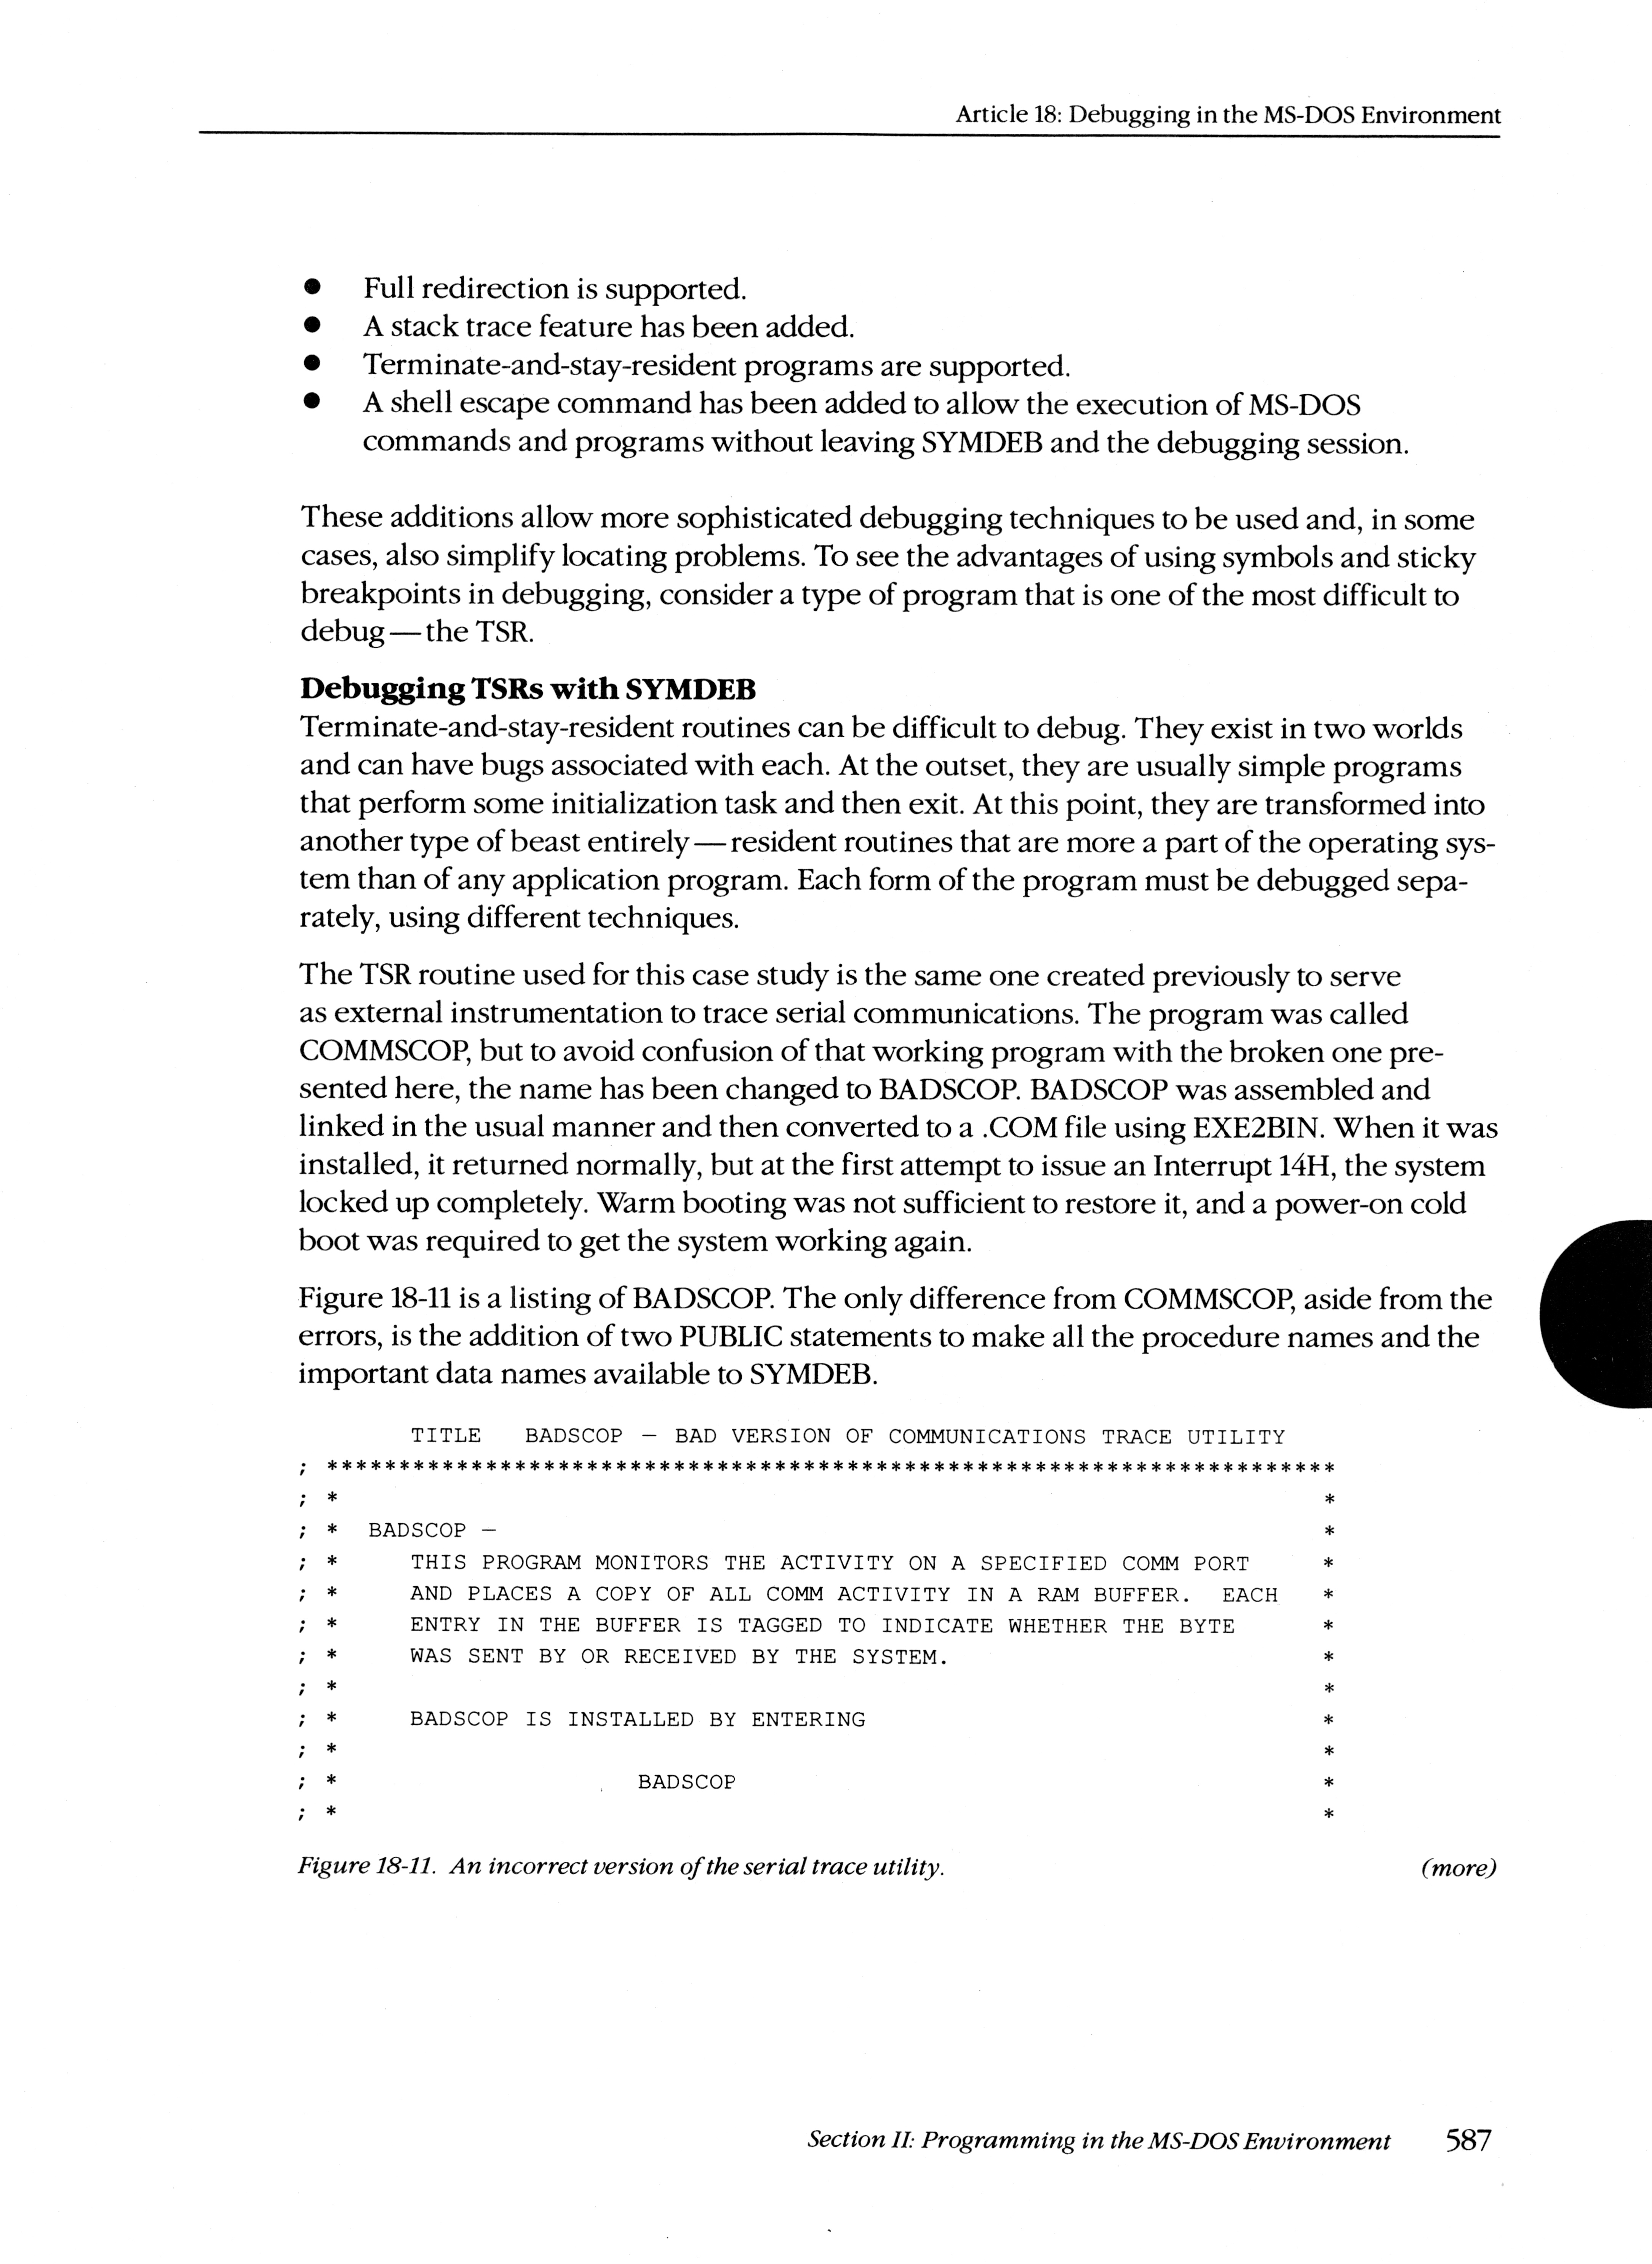 Article 18: Debugging in the MS-DOS Environment
● Full redirection is supported.
● A stack trace feature has been added.
● Terminate-and-stay-resident programs are supported.
● A shell escape command has been added to allow the execution of MS-DOS
commands and programs without leaving SYMDEB and the debugging session.
These additions allow more sophisticated debugging techniques to be used and, in some
cases, also simplify locating problems. To see the advantages of using symbols and sticky
breakpoints in debugging, consider a type of program that is one of the most difficult to
debug — the TSR.
Debugging TSRs with SYMDEB
Terminate-and-stay-resident routines can be difficult to debug. They exist in two worlds
and can have bugs associated with each. At the outset, they are usually simple programs
that perform some initialization task and then exit. At this point, they are transformed into
another type of beast entirely — resident routines that are more a part of the operating sys-
tem than of any application program. Each form of the program must be debugged sepa-
rately, using different techniques.
The TSR routine used for this case study is the same one created previously to serve
as external instrumentation to trace serial communications. The program was called
COMMSCOP, but to avoid confusion of that working program with the broken one pre-
sented here, the name has been changed to BADSCOP. BADSCOP was assembled and
linked in the usual manner and then converted to a .COM file using EXE2BIN. When it was
installed, it returned normally, but at the first attempt to issue an Interrupt 14H, the system
locked up completely. Warm booting was not sufficient to restore it, and a power-on cold
boot was required to get the system working again.
Figure 18-11 is a listing of BADSCOP. The only difference from COMMSCOP, aside from the
errors, is the addition of two PUBLIC statements to make all the procedure names and the
important data names available to SYMDEB.
TITLE BADSCOP — BAD VERSION OF COMMUNICATIONS TRACE UTILITY
; ***********************************************************************
; * *
; * BADSCOP — *
; * THIS PROGRAM MONITORS THE ACTIVITY ON A SPECIFIED COMM PORT *
; * AND PLACES A COPY OF ALL COMM ACTIVITY IN A RAM BUFFER. EACH *
; * ENTRY IN THE BUFFER IS TAGGED TO INDICATE WHETHER THE BYTE *
; * WAS SENT BY OR RECEIVED BY THE SYSTEM. *
; * *
; * BADSCOP IS INSTALLED BY ENTERING *
; * *
; * BADSCOP *
; * *
Figure 18-11. An incorrect version of the serial trace utility. (more)
Section II: Programming in the MS-DOS Environment 587